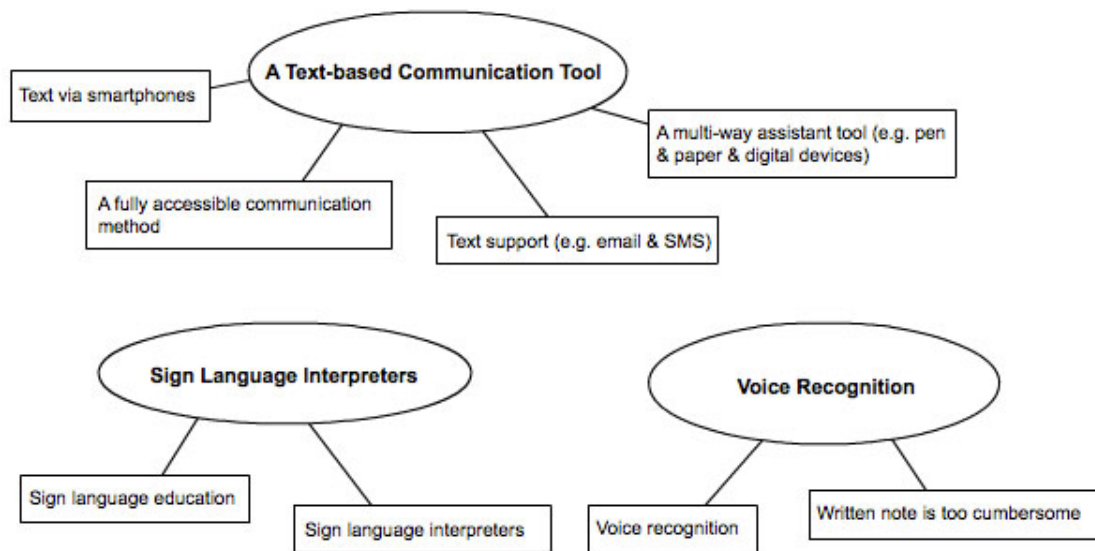 A Text-based Communication Tool
Text via smartphones
A multi-way assistant tool (e.g. pen
& paper & digital devices)
A fully accessible communication
method
Text support (e.g. email & SMS)
Sign Language Interpreters
Voice Recognition
Sign language education
Sign language interpreters
Voice recognition
Written note is too cumbersome